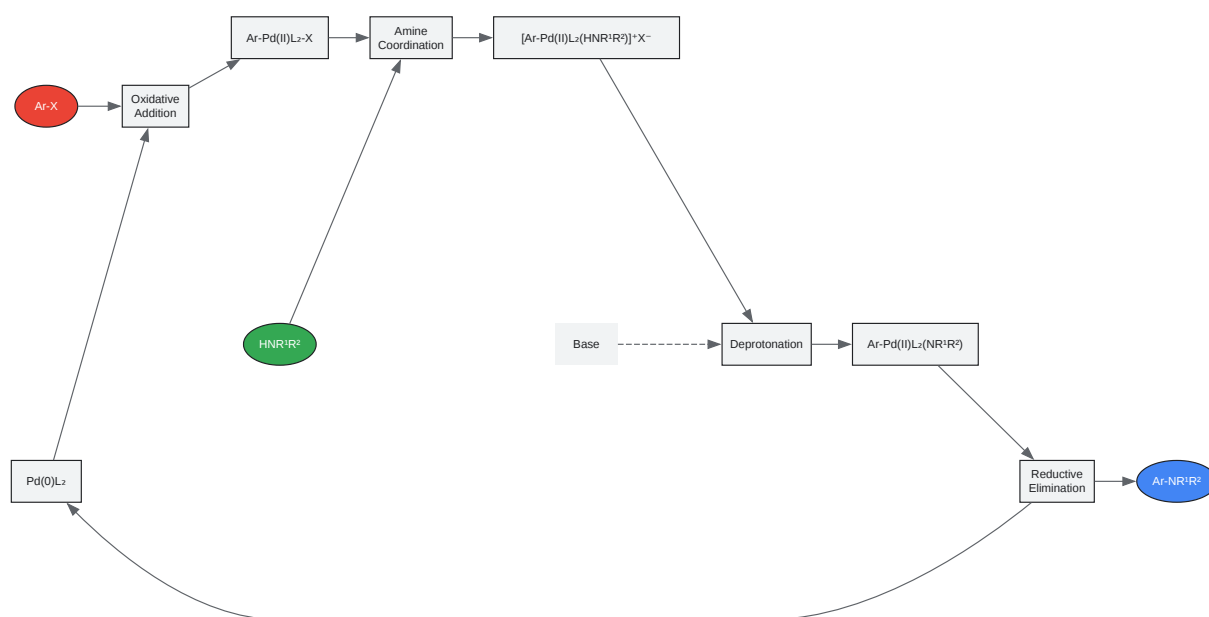 Ar-Pd(II)L₂-X
Amine
Coordination
[Ar-Pd(II)L₂(HNR¹R²)]⁺X⁻
Ar-X
Oxidative
Addition
HNR¹R²
Base
Deprotonation
Ar-Pd(II)L₂(NR¹R²)
Pd(0)L₂
Reductive
Elimination
Ar-NR¹R²